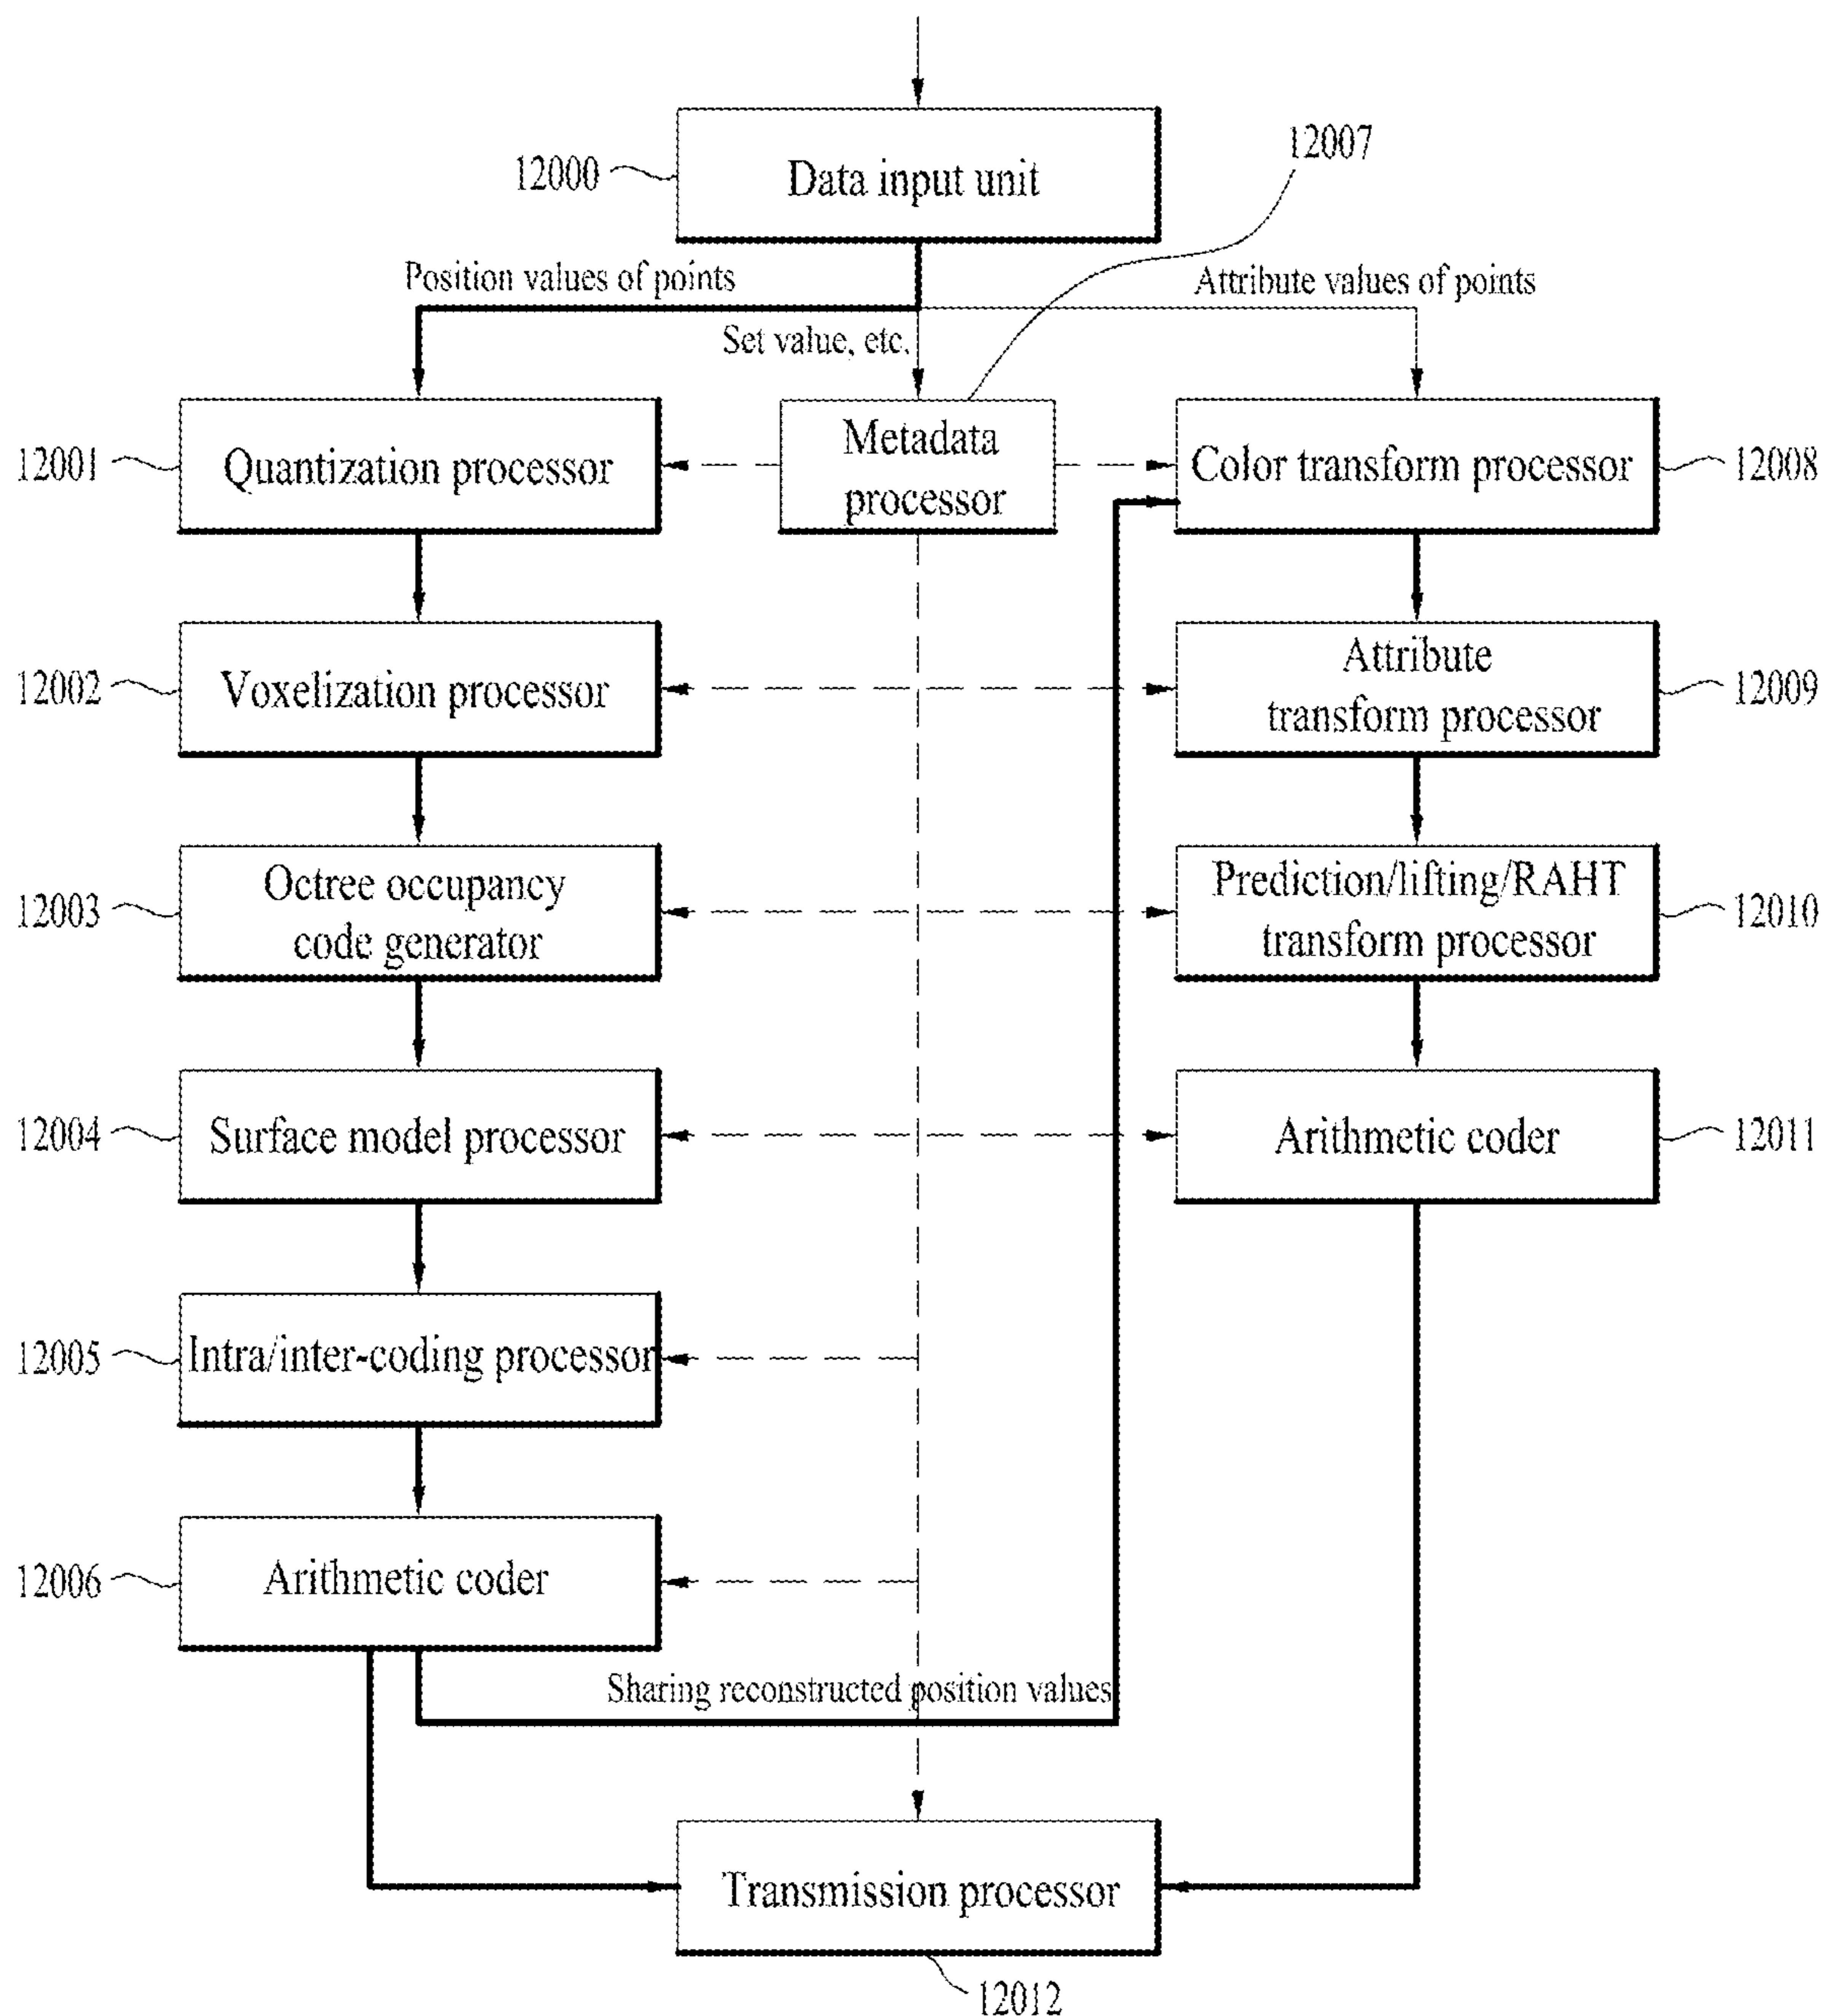 12000
Data input unit
12007
Position values of points
Attribute values of points
Set value, etc.
12001
Quantization processor
Metadata
processor
Color transform processor
12008
12002
Voxelization processor
Attribute
transform processor
12009
12003
Octree occupancy
code generator
Prediction/lifting/RAHT
transform processor
12010
12004
Surface model processor
Arithmetic coder
12011
12005
Intra/inter-coding processor
12006
Arithmetic coder
Sharing reconstructed position values
Transmission processor
12012